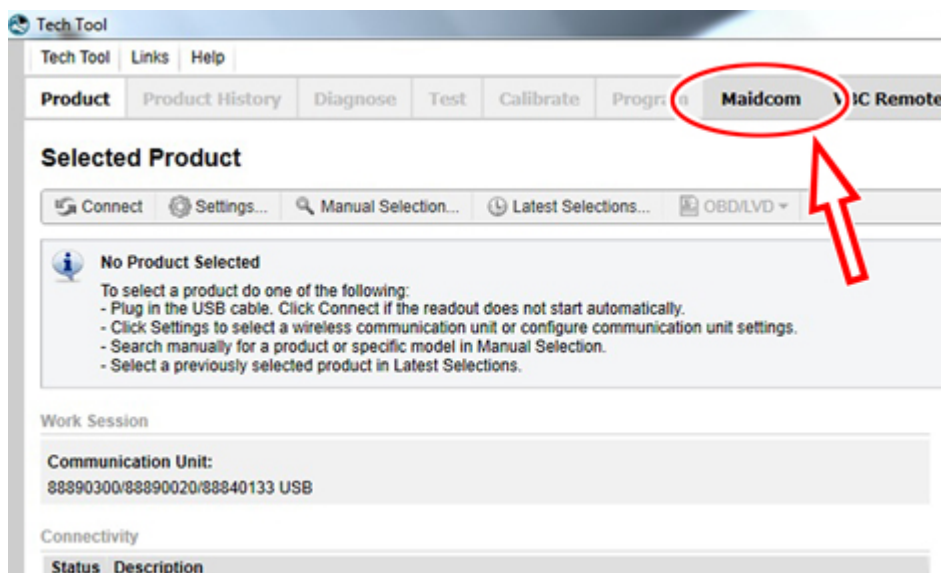 Tech Tool
Tech Tool Links Help
Product Product History Diagnose Test Calibrate Maidcom Remote
Selected Product
Connect Settings... Manual Selection... Latest Selections... OBD/LVD
No Product Selected
To select a product do one of the following:
- Plug in the USB cable. Click Connect if the readout does not start automatically.
- Click Settings to select a wireless communication unit or configure communication unit settings.
- Search manually for a product or specific model in Manual Selection.
- Select a previously selected product in Latest Selections.
Work Session
Communication Unit:
88890300/88890020/88840133 USB
Connectivity
Status Description